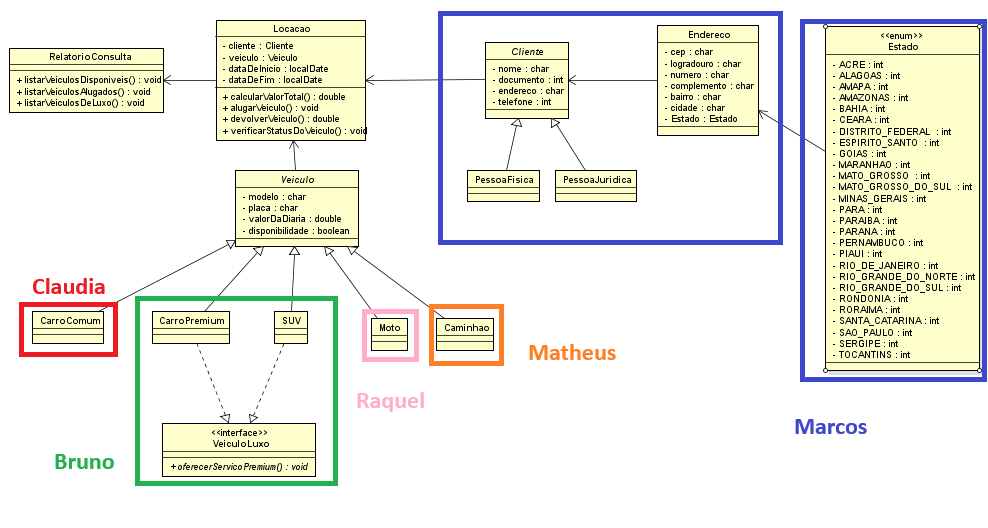 RelatorioConsulta
+ listarVeiculosDisponiveis() : void
+ listarVeiculosAlugados() : void
+ listarVeiculosDeLuxo() : void
Locacao
- cliente : Cliente
- veiculo : Veiculo
- dataDeInicio : localDate
- dataDeFim : localDate
+ calcularValorTotal() : double
+ alugarVeiculo() : void
+ devolverVeiculo() : double
+ verificarStatusDoVeiculo() : void
Cliente
- nome : char
- documento : int
- endereco : char
- telefone : int
Endereco
- cep : char
- logradouro : char
- numero : char
- complemento : char
- bairro : char
- cidade : char
- Estado : Estado
<<enum>>
Estado
- ACRE : int
- ALAGOAS : int
- AMAPA : int
- AMAZONAS : int
- BAHIA : int
- CEARA : int
- DISTRITO_FEDERAL : int
- ESPIRITO_SANTO : int
- GOIAS : int
- MARANHAO : int
- MATO_GROSSO : int
- MATO_GROSSO_DO_SUL : int
- MINAS_GERAIS : int
- PARA : int
- PARAIBA : int
- PARANA : int
- PERNAMBUCO : int
- PIAUI : int
- RIO_DE_JANEIRO : int
- RIO_GRANDE_DO_NORTE : int
- RIO_GRANDE_DO_SUL : int
- RONDONIA : int
- RORAIMA : int
- SANTA_CATARINA : int
- SAO_PAULO : int
- SERGIPE : int
- TOCANTINS : int
Veiculo
- modelo : char
- placa : char
- valorDaDiaria : double
- disponibilidade : boolean
PessoaFisica
PessoaJuridica
Claudia
CarroComum
CarroPremium
SUV
Moto
Caminhao
Matheus
Raquel
Marcos
<<interface>>
VeiculoLuxo
+ oferecerServicoPremium() : void
Bruno